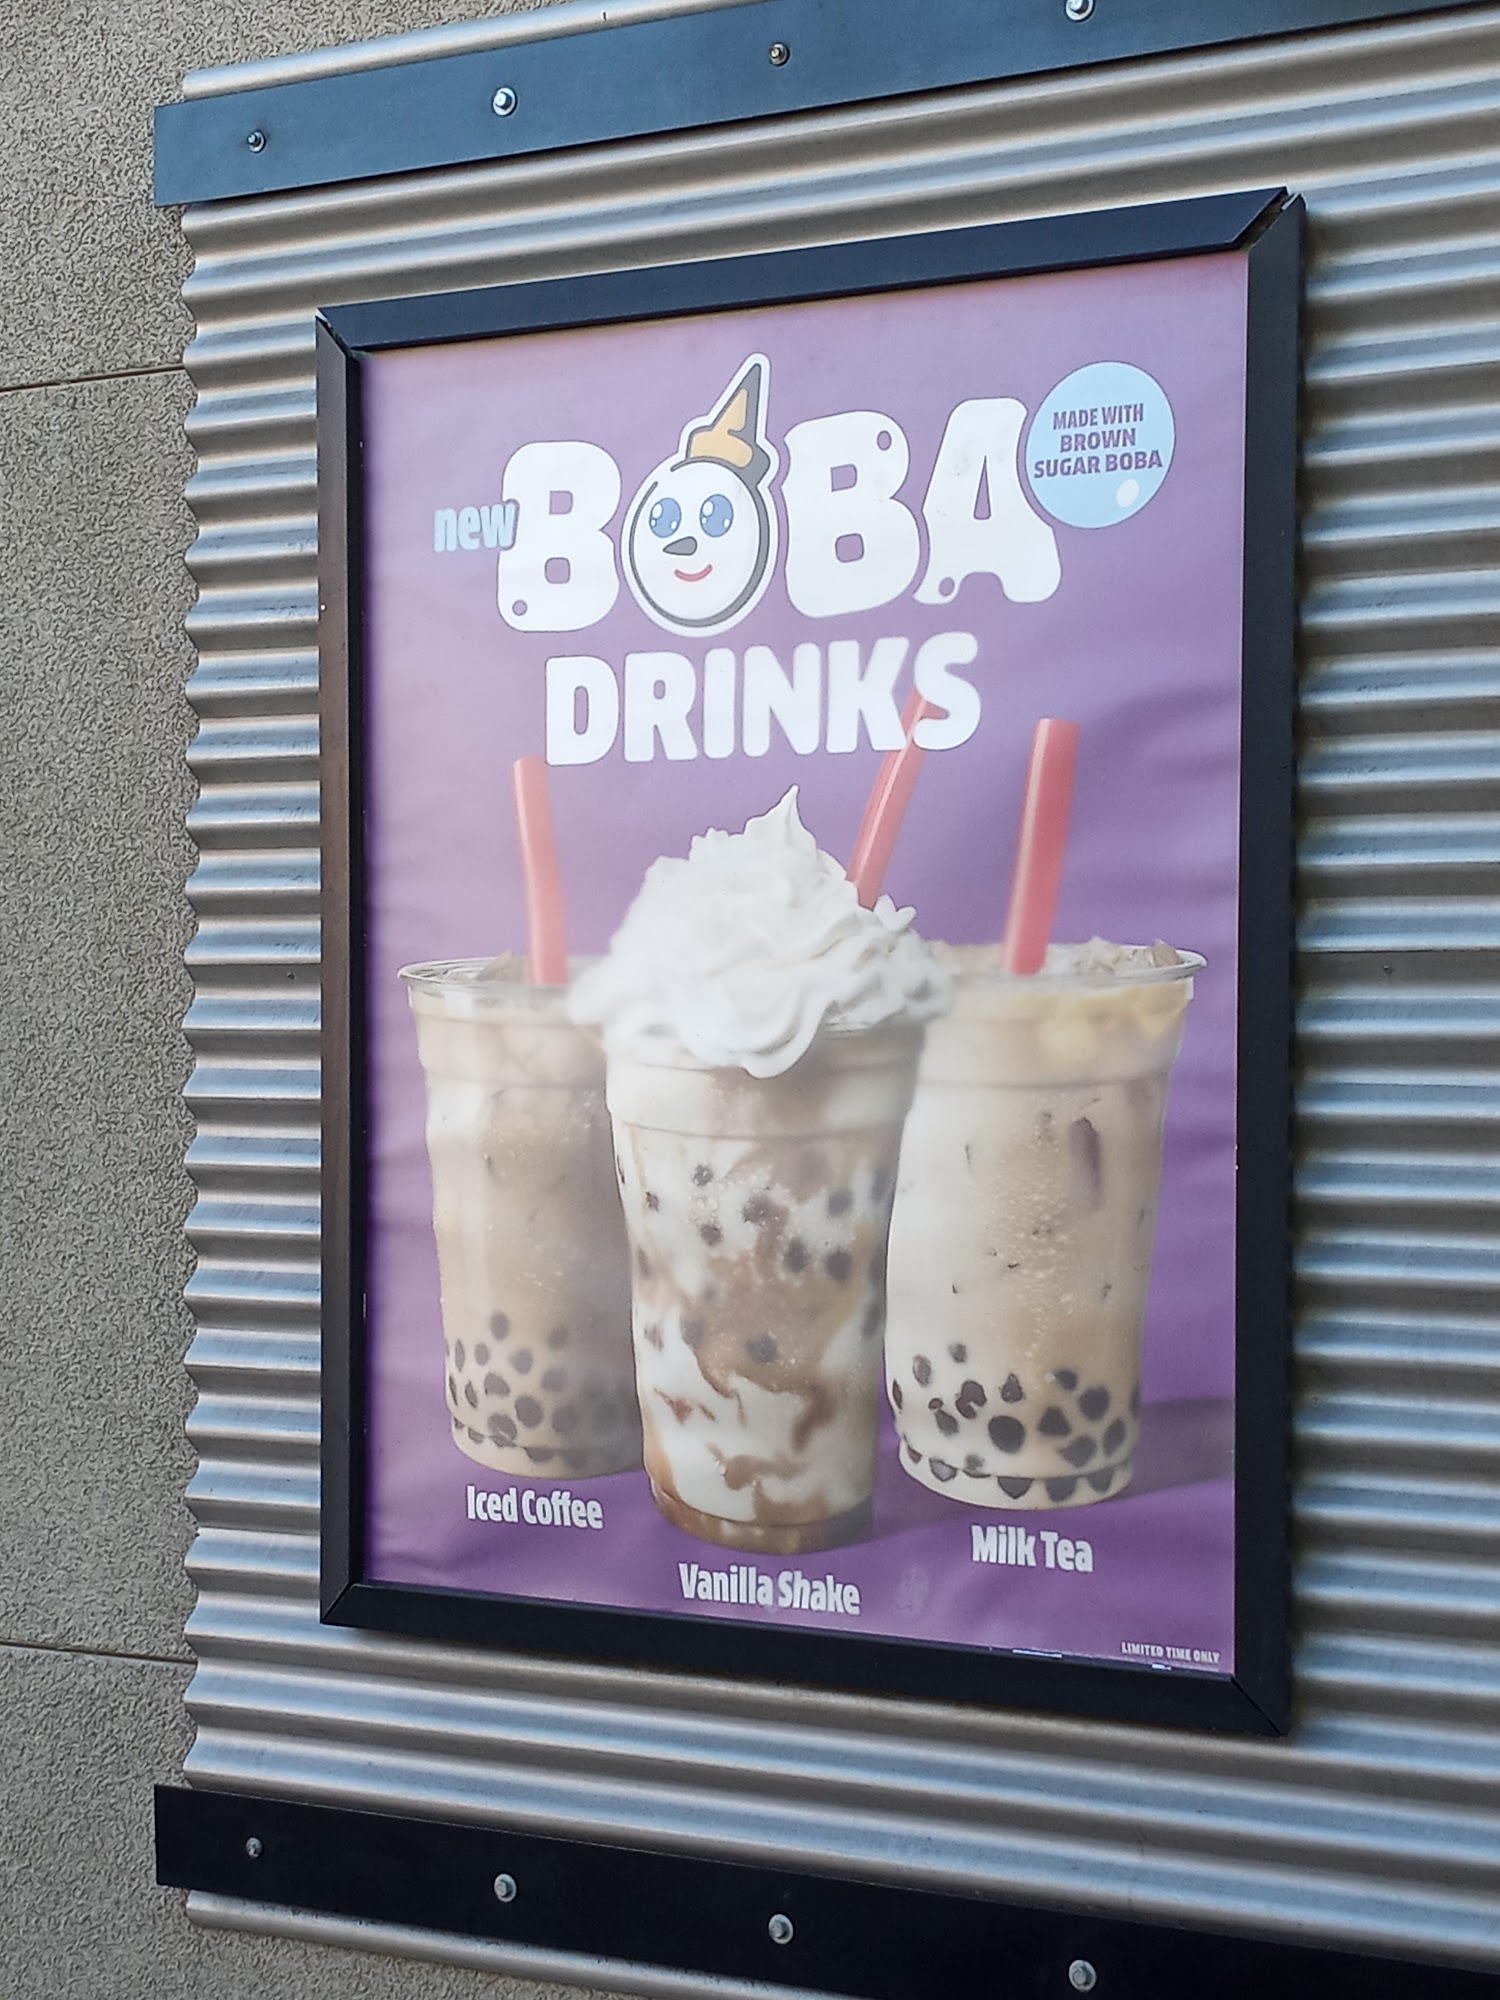 new BOBA
DRINKS
MADE WITH
BROWN
SUGAR BOBA
Iced Coffee
Vanilla Shake
Milk Tea
LIMITED TIME ONLY